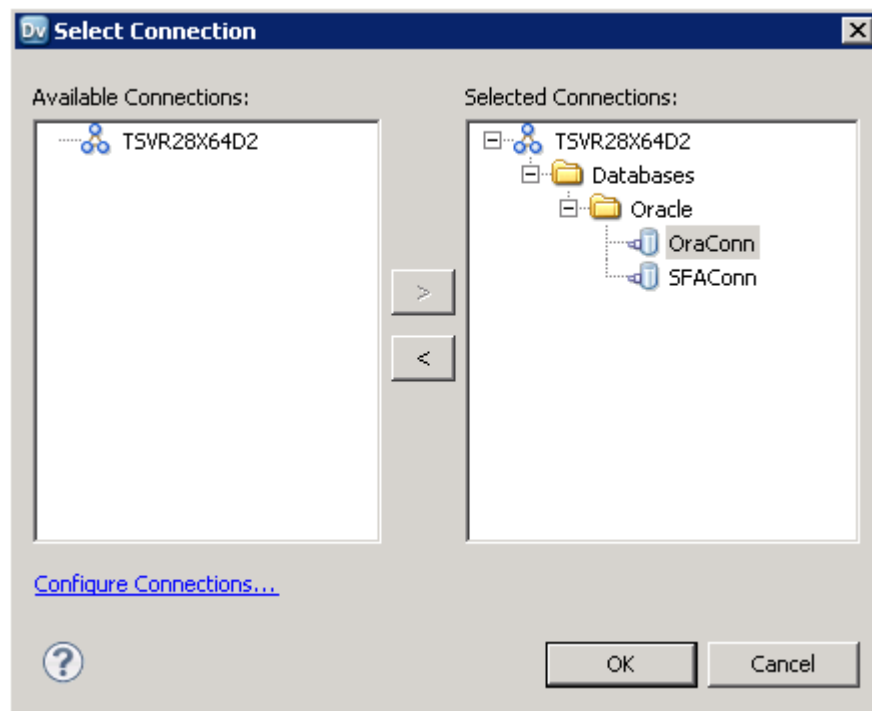 Dv Select Connection
Available Connections:
TSVR28X64D2
Selected Connections:
TSVR28X64D2
Databases
Oracle
OraConn
SFAConn
>
<
Configure Connections...
?
OK Cancel